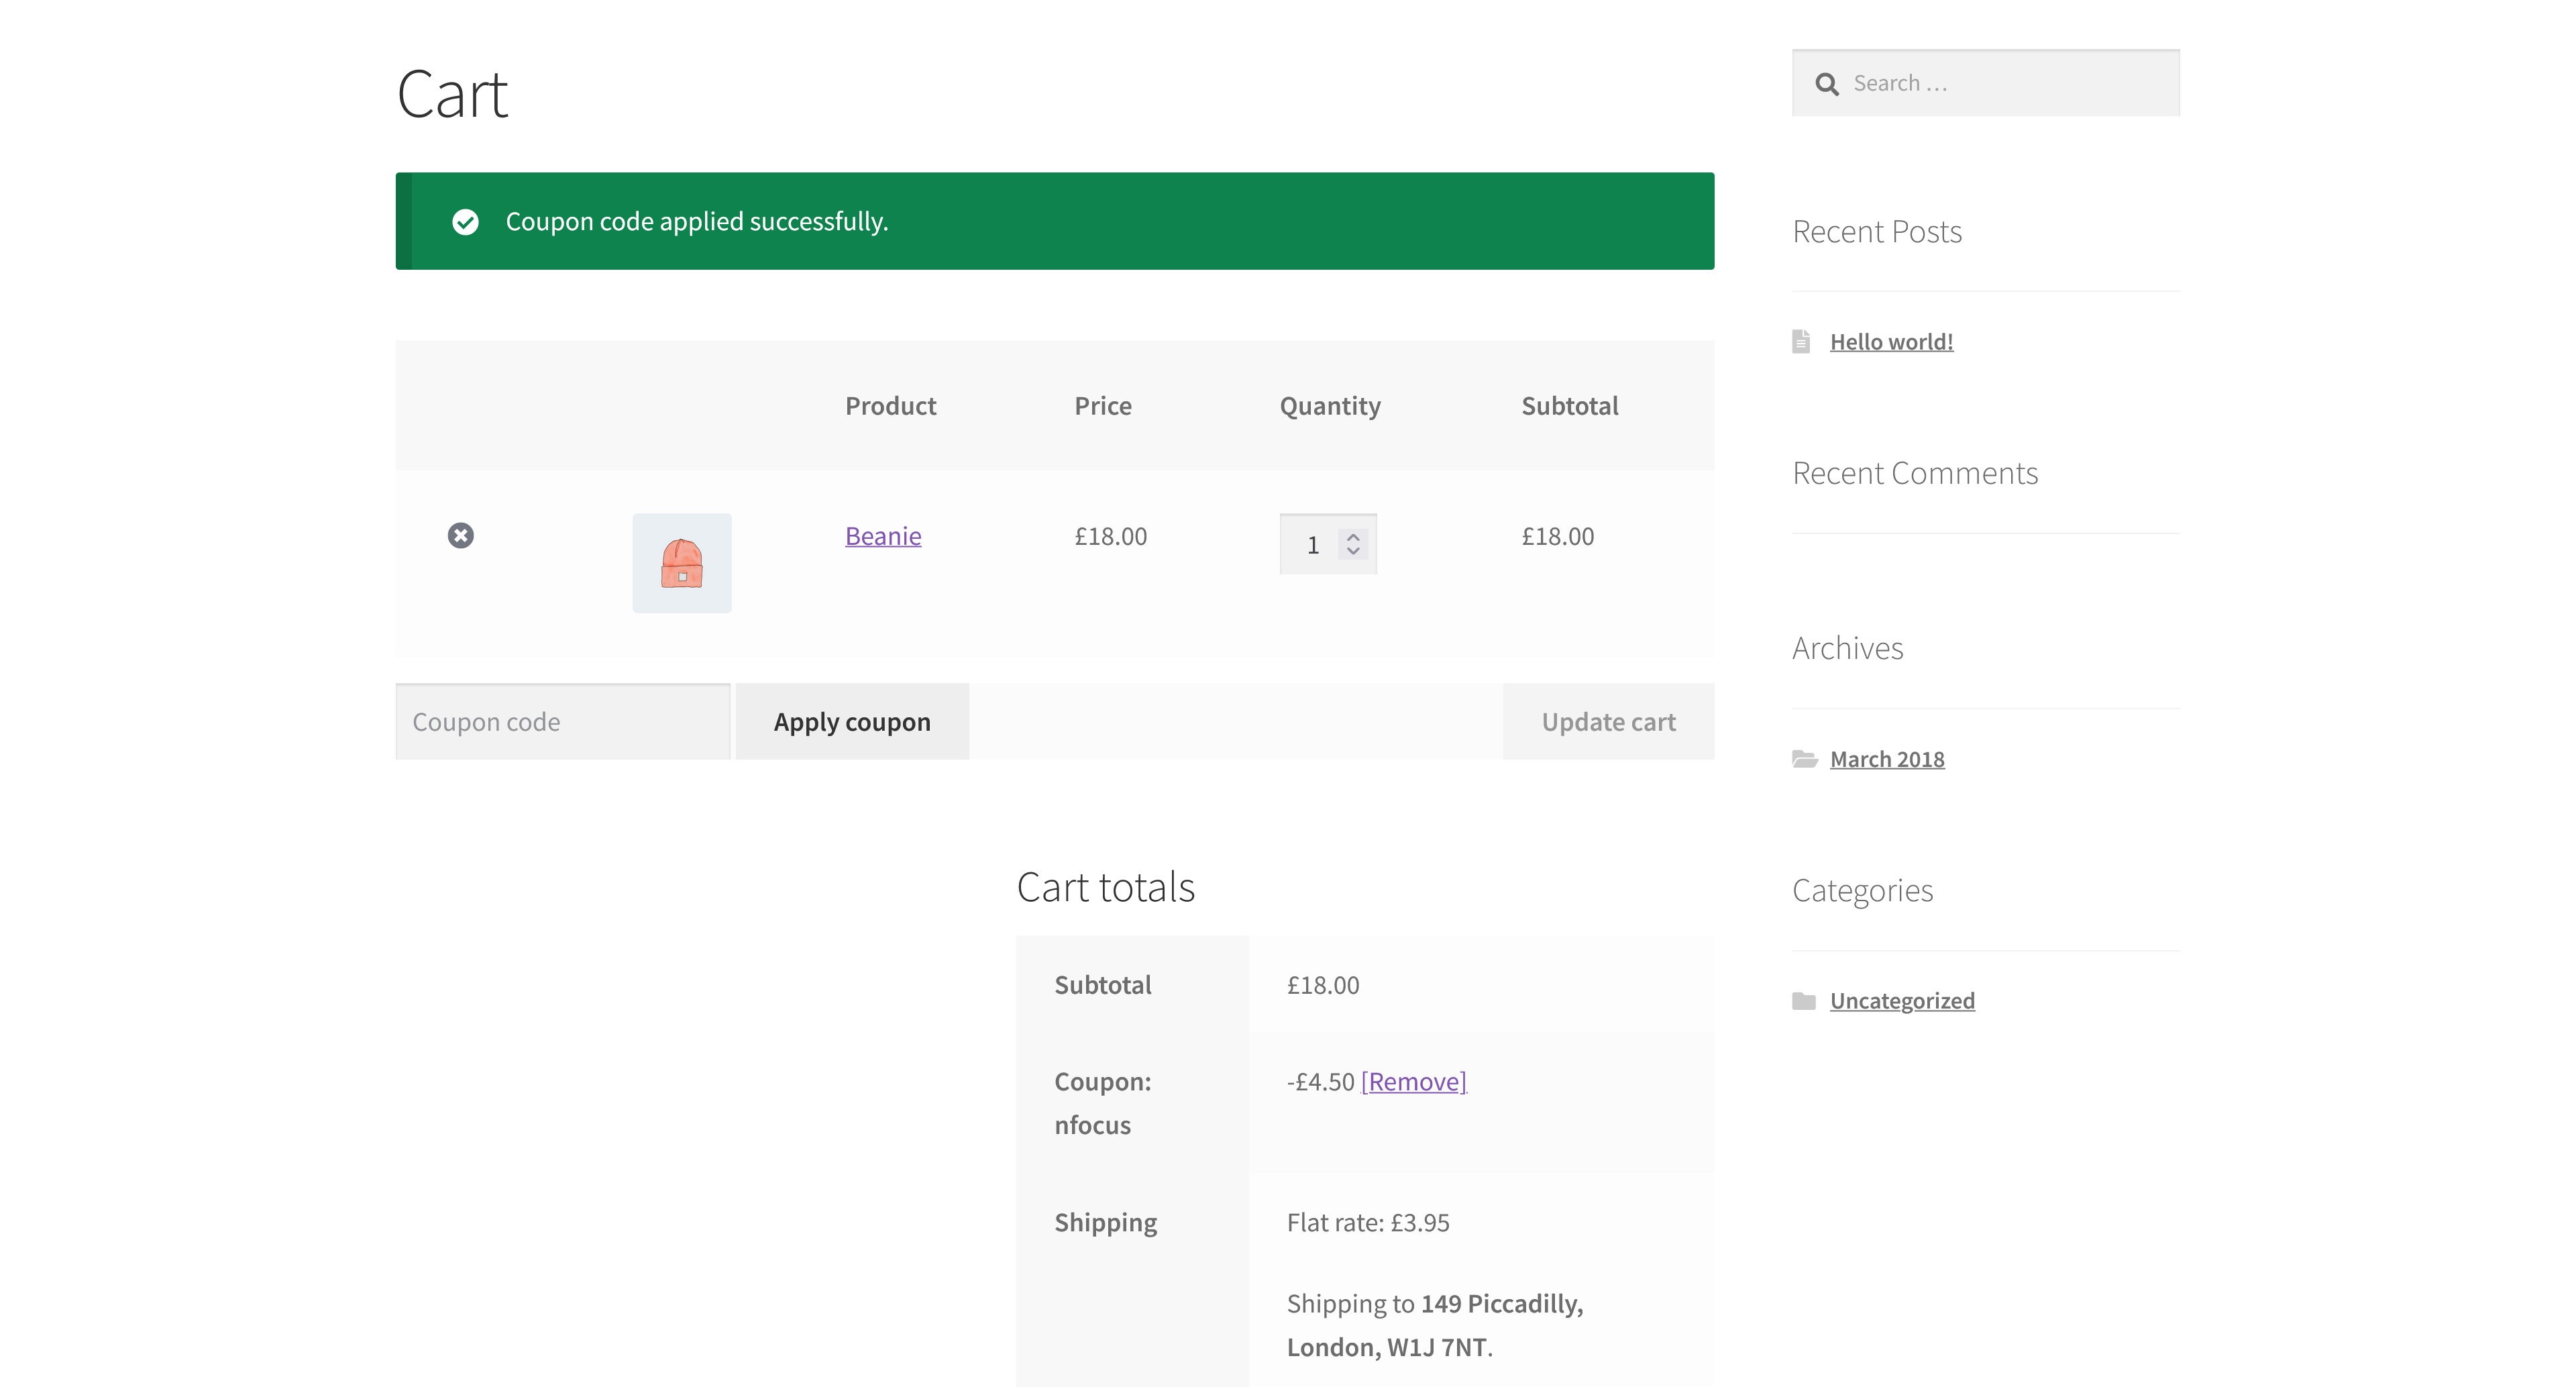 Cart
Coupon code applied successfully.
Product Price Quantity Subtotal
Beanie £18.00 1 £18.00
Coupon code Apply coupon Update cart
Cart totals
Subtotal £18.00
Coupon: -£4.50 [Remove]
nfocus
Shipping Flat rate: £3.95
Shipping to 149 Piccadilly,
London, W1J 7NT.
Search …
Recent Posts
Hello world!
Recent Comments
Archives
March 2018
Categories
Uncategorized